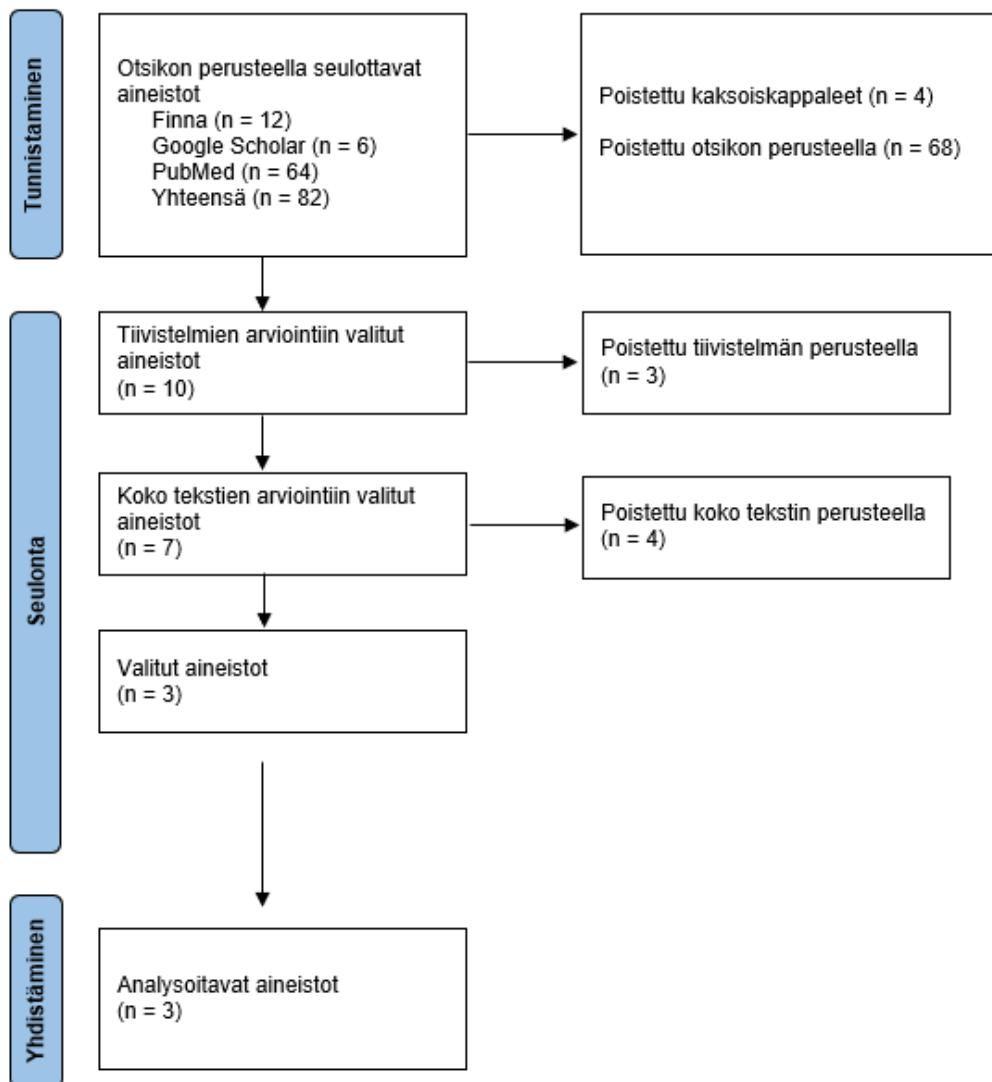 Tunnistaminen
Otsikon perusteella seulottavat
aineistot
Finna (n = 12)
Google Scholar (n = 6)
PubMed (n = 64)
Yhteensä (n = 82)
Poistettu kaksoiskappaleet (n = 4)
Poistettu otsikon perusteella (n = 68)
Seulonta
Tiivistelmien arviointiin valitut
aineistot
(n = 10)
Poistettu tiivistelmän perusteella
(n = 3)
Koko tekstien arviointiin valitut
aineistot
(n = 7)
Poistettu koko tekstin perusteella
(n = 4)
Valitut aineistot
(n = 3)
Yhdistäminen
Analysoitavat aineistot
(n = 3)